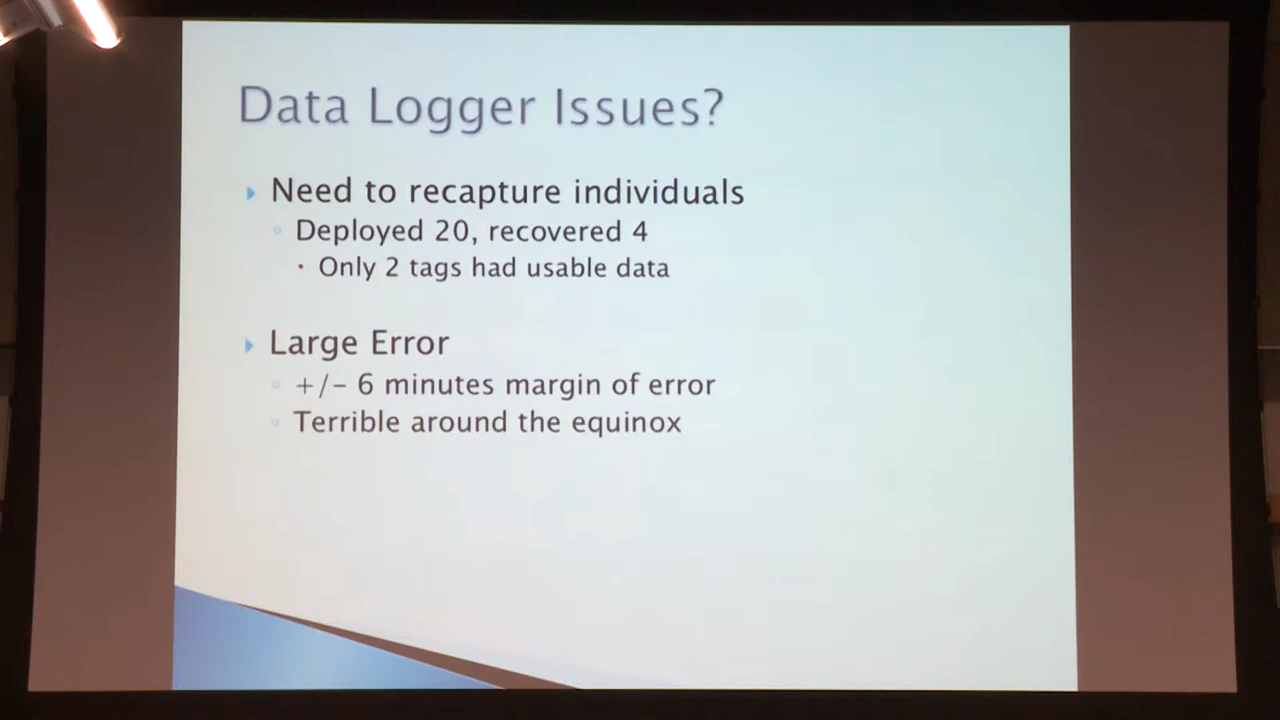 Data Logger Issues?
Need to recapture individuals
Deployed 20, recovered 4
Only 2 tags had usable data
Large Error
+/- 6 minutes margin of error
Terrible around the equinox